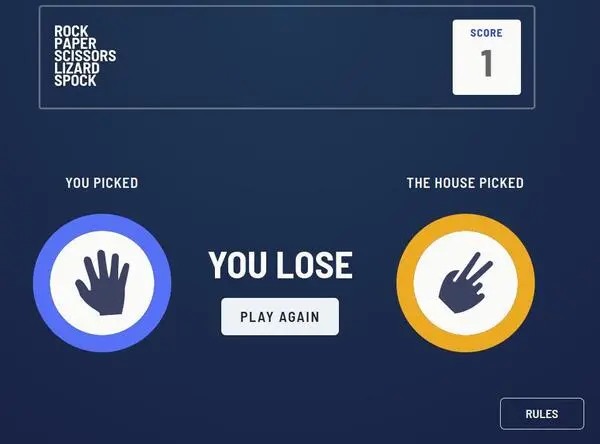 ROCK
PAPER
SCISSORS
LIZARD
SPOCK
SCORE
1
YOU PICKED
THE HOUSE PICKED
YOU LOSE
PLAY AGAIN
RULES